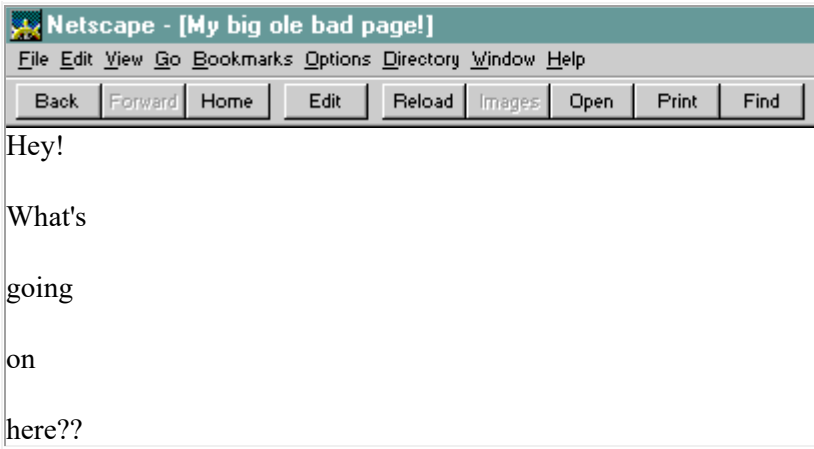 Netscape - [My big ole bad page!]
File Edit View Go Bookmarks Options Directory Window Help
Back Forward Home Edit Reload Images Open Print Find
Hey!
What's
going
on
here??